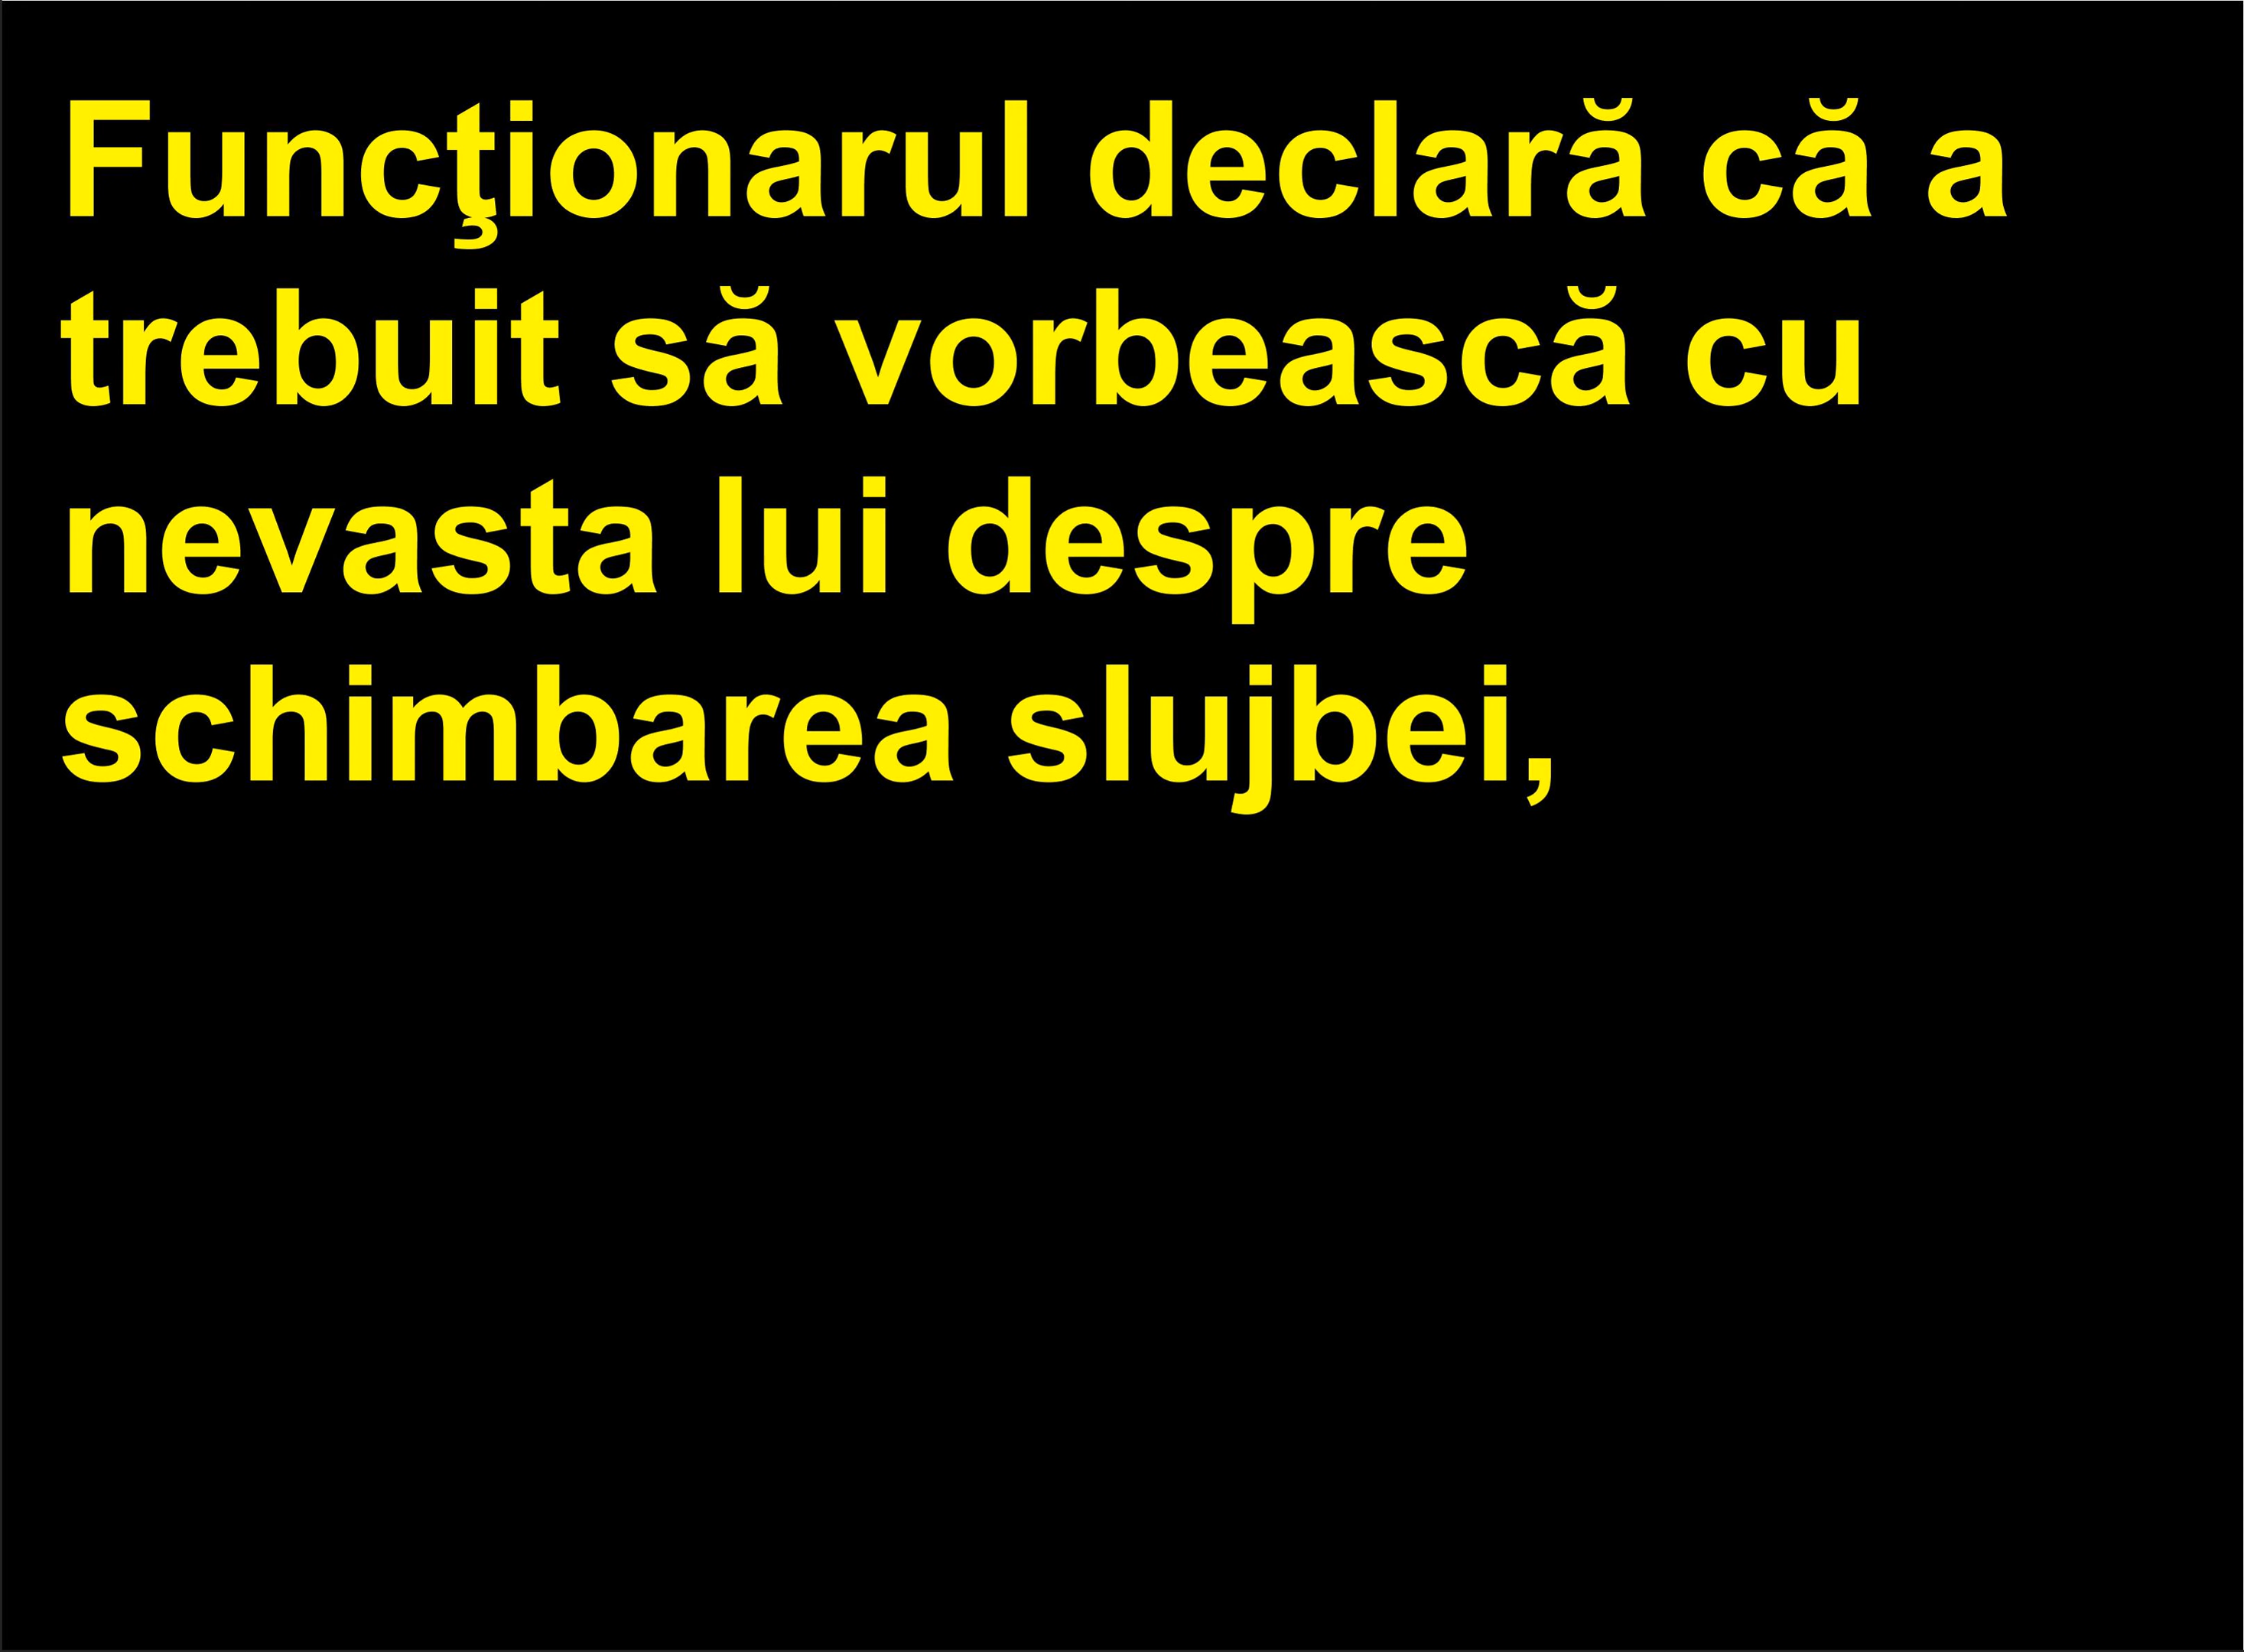 Funcţionarul declară că a
trebuit să vorbească cu
nevasta lui despre
schimbarea slujbei,